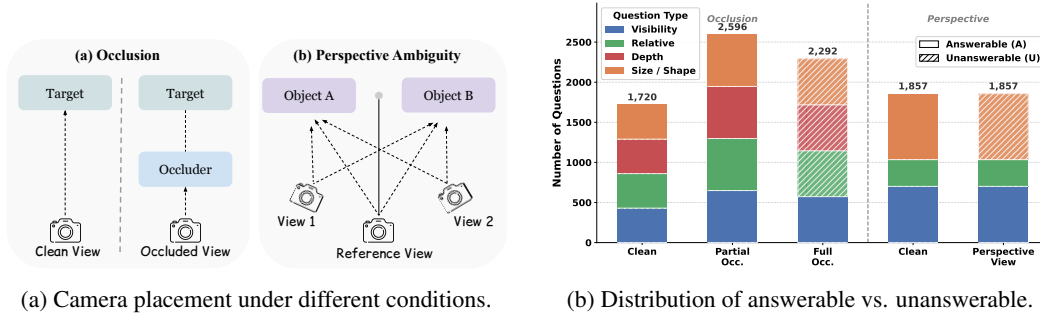 (a) Occlusion
Target
Target
Occluder
Clean View
Occluded View
(b) Perspective Ambiguity
Object A
Object B
View 1
View 2
Reference View
(a) Camera placement under different conditions.
Number of Questions
0
500
1000
1500
2000
2500
Question Type
Visibility
Relative
Depth
Size / Shape
Occlusion
Perspective
Answerable (A)
Unanswerable (U)
1,720
2,596
2,292
1,857
1,857
Clean
Partial
Occ.
Full
Occ.
Clean
Perspective
View
(b) Distribution of answerable vs. unanswerable.